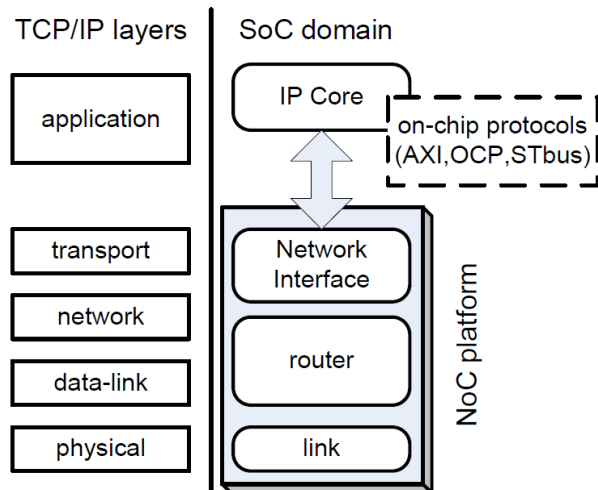 TCP/IP layers
SoC domain
application
IP Core
on-chip protocols
(AXI,OCP,STbus)
transport
Network
Interface
network
router
data-link
physical
link
NoC platform